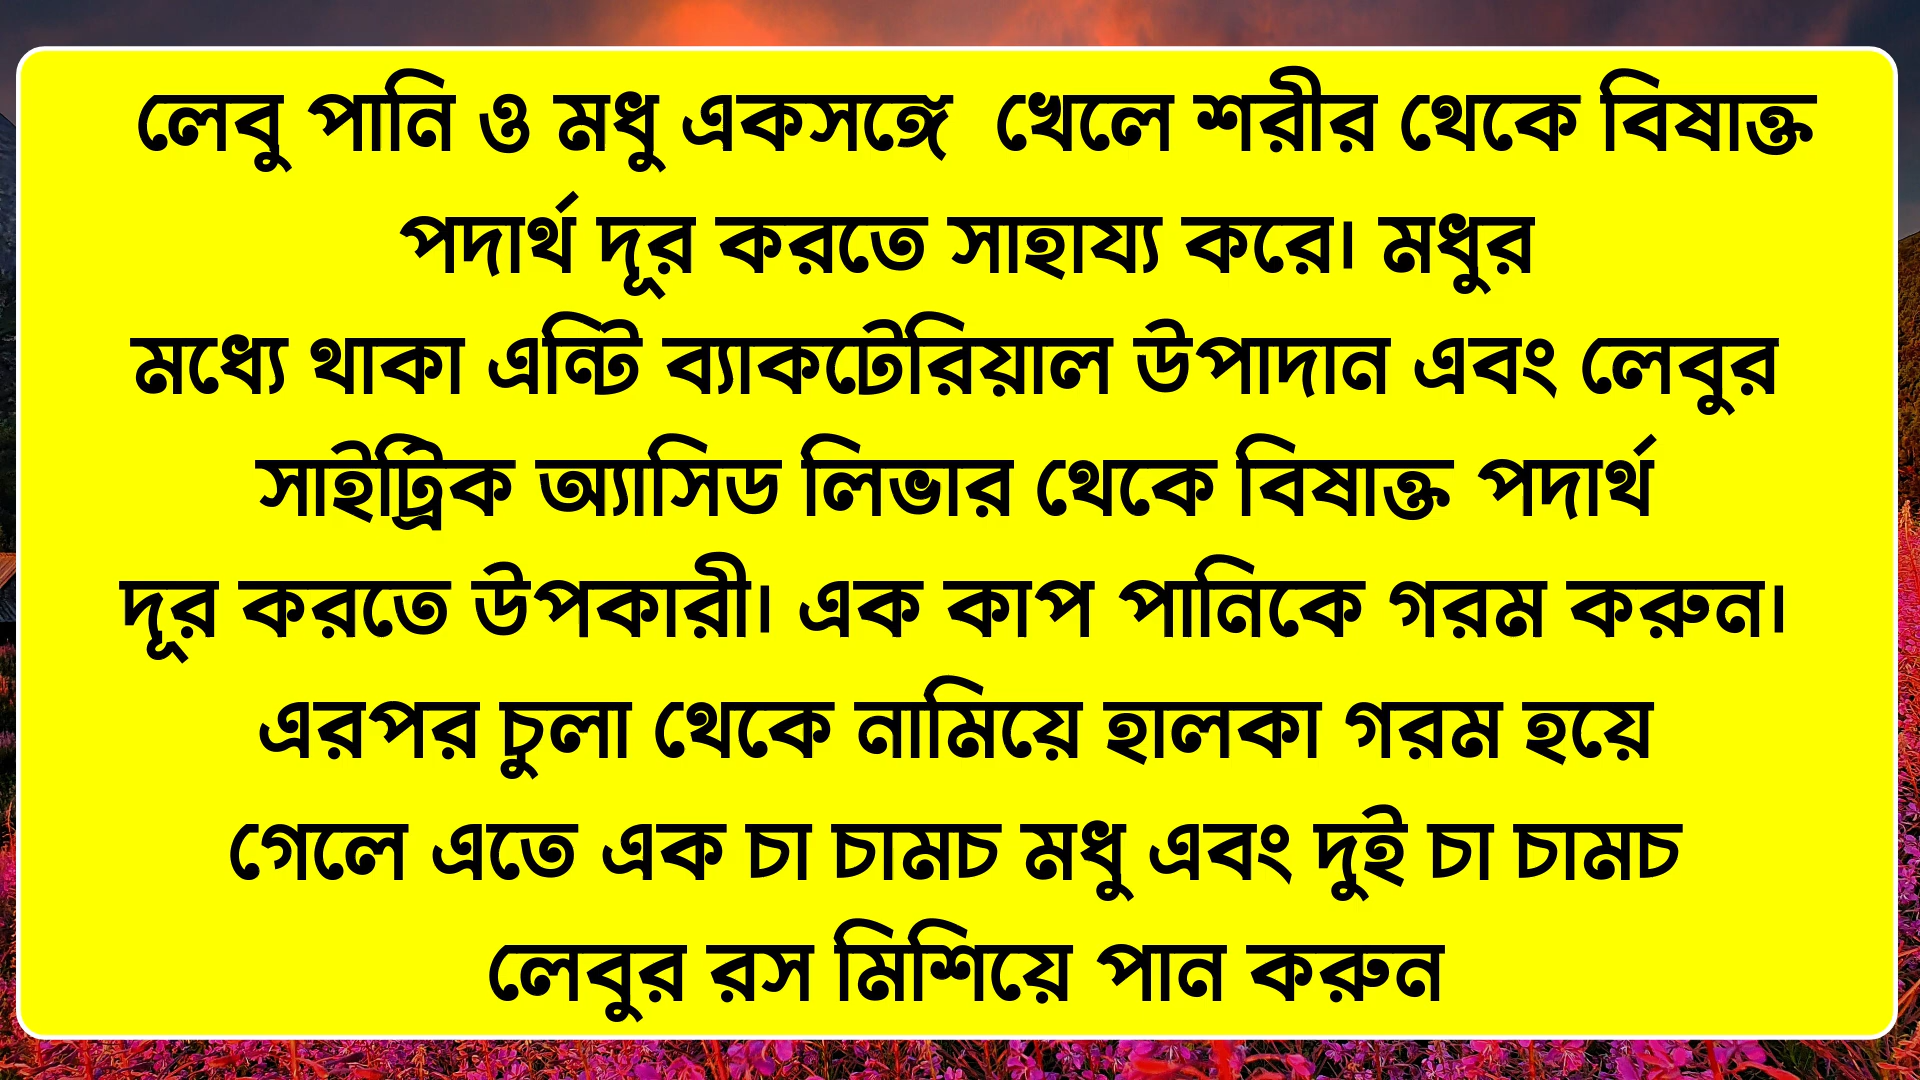 লেবু পানি ও মধু একসঙ্গে খেলে শরীর থেকে বিষাক্ত
পদার্থ দূর করতে সাহায্য করে। মধুর
মধ্যে থাকা এন্টি ব্যাকটেরিয়াল উপাদান এবং লেবুর
সাইট্রিক অ্যাসিড লিভার থেকে বিষাক্ত পদার্থ
দূর করতে উপকারী। এক কাপ পানিকে গরম করুন।
এরপর চুলা থেকে নামিয়ে হালকা গরম হয়ে
গেলে এতে এক চা চামচ মধু এবং দুই চা চামচ
লেবুর রস মিশিয়ে পান করুন